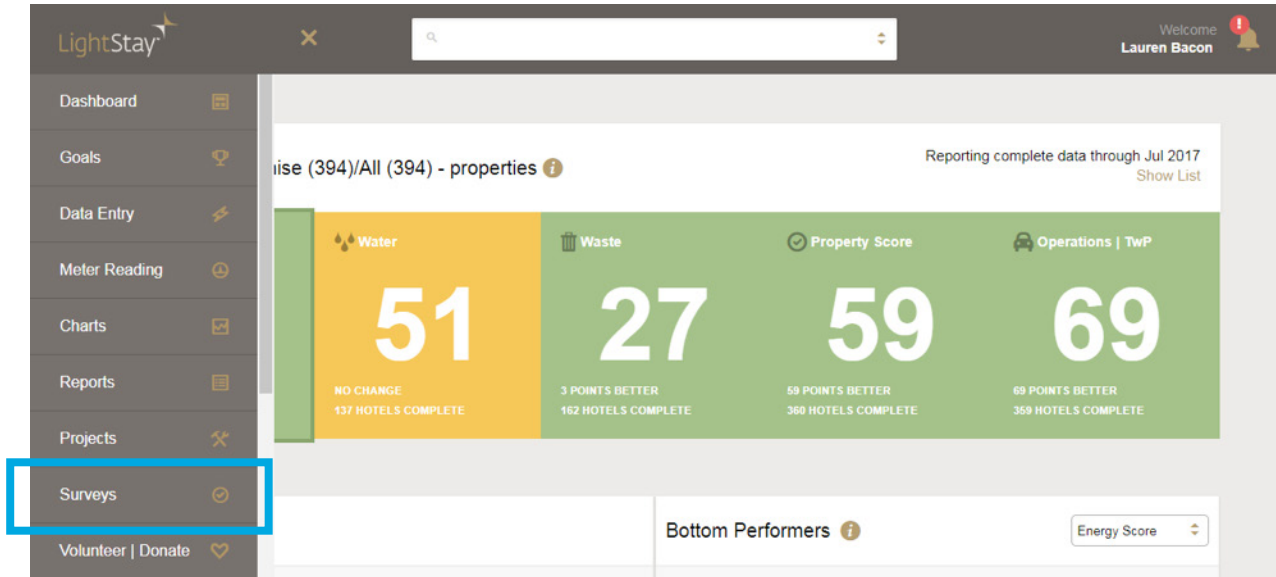 LightStay
Welcome
Lauren Bacon
Dashboard
Goals
Data Entry
Meter Reading
Charts
Reports
Projects
Surveys
Volunteer | Donate
(394)/All (394) - properties
Reporting complete data through Jul 2017
Show List
Water
51
NO CHANGE
137 HOTELS COMPLETE
Waste
27
3 POINTS BETTER
162 HOTELS COMPLETE
Property Score
59
59 POINTS BETTER
360 HOTELS COMPLETE
Operations | TwP
69
69 POINTS BETTER
359 HOTELS COMPLETE
Bottom Performers
Energy Score